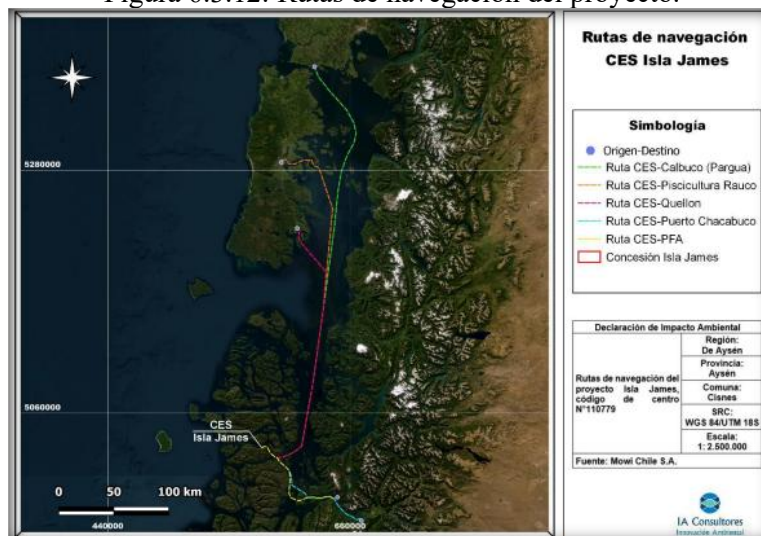 Figura 6.3.12. Rutas de navegación del proyecto.
Rutas de navegación
CES Isla James
Simbología
Origen-Destino
Ruta CES-Calbuco (Pargua)
Ruta CES-Piscicultura Rauco
Ruta CES-Quellon
Ruta CES-Puerto Chacabuco
Ruta CES-PFA
Concesión Isla James
5280000
5060000
CES
Isla James
0 50 100 km
440000
660000
Declaración de Impacto Ambiental
Rutas de navegación del
proyecto Isla James,
código de centro
N°110779
Región:
De Aysén
Provincia:
Aysén
Comuna:
Cisnes
SRC:
WGS 84/UTM 18S
Escala:
1: 2.500.000
Fuente: Mowi Chile S.A.
IA Consultores
Innovación Ambiental